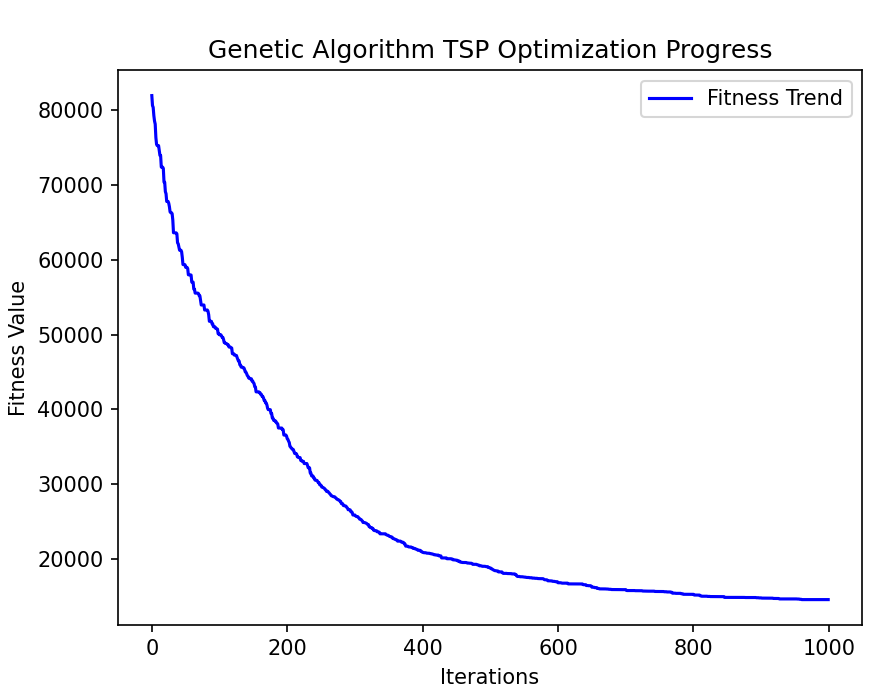 Genetic Algorithm TSP Optimization Progress
Fitness Trend
Fitness Value
80000
70000
60000
50000
40000
30000
20000
0 200 400 600 800 1000
Iterations